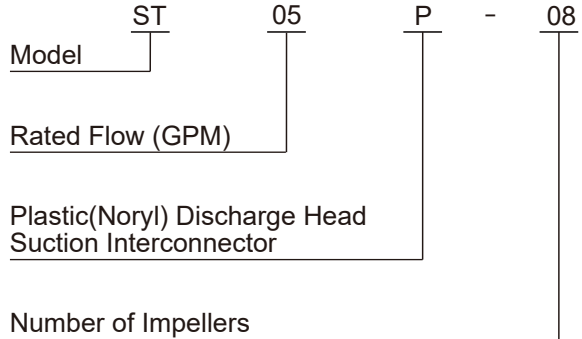 ST 05 P - 08
Model
Rated Flow (GPM)
Plastic(Noryl) Discharge Head
Suction Interconnector
Number of Impellers